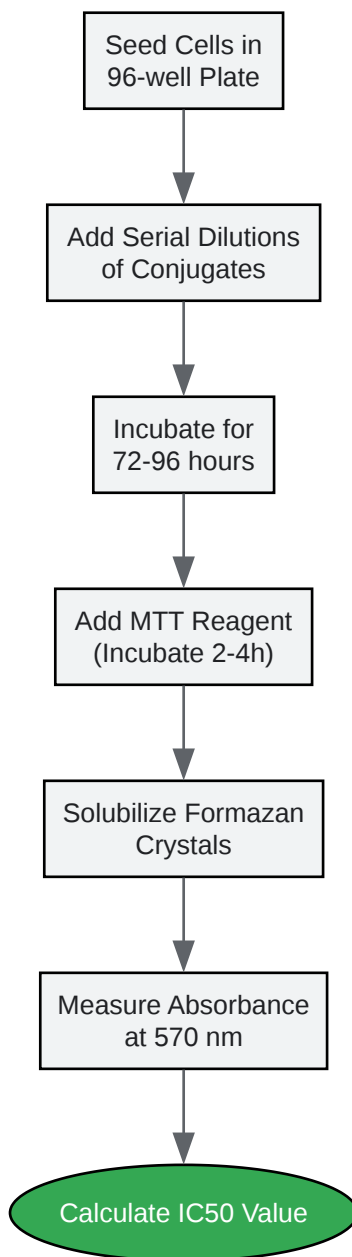 Seed Cells in
96-well Plate
Add Serial Dilutions
of Conjugates
Incubate for
72-96 hours
Add MTT Reagent
(Incubate 2-4h)
Solubilize Formazan
Crystals
Measure Absorbance
at 570 nm
Calculate IC50 Value